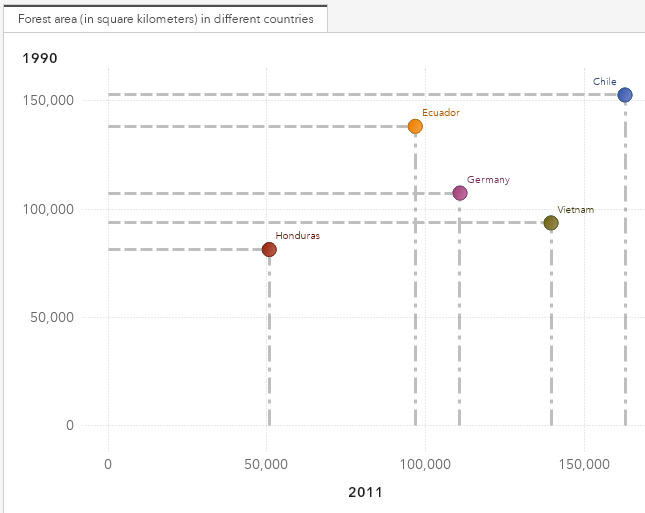 Forest area (in square kilometers) in different countries
1990
Chile
150,000
Ecuador
Germany
100,000
Vietnam
Honduras
50,000
0
0 50,000 100,000 150,000
2011